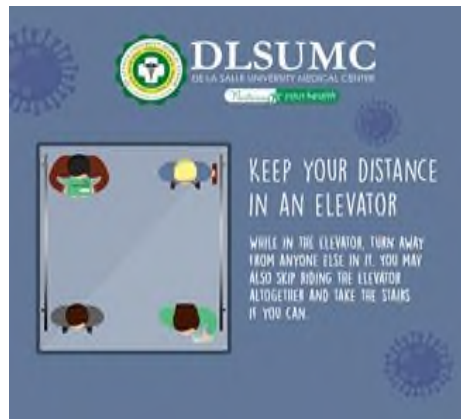 DLSUMC
DE LA SALLE UNIVERSITY MEDICAL CENTER
Partners for your health
KEEP YOUR DISTANCE
IN AN ELEVATOR
WHILE IN THE ELEVATOR, TURN AWAY
FROM ANYONE ELSE IN IT. YOU MAY
ALSO SKIP RIDING THE ELEVATOR
ALTOGETHER AND TAKE THE STAIRS
IF YOU CAN.